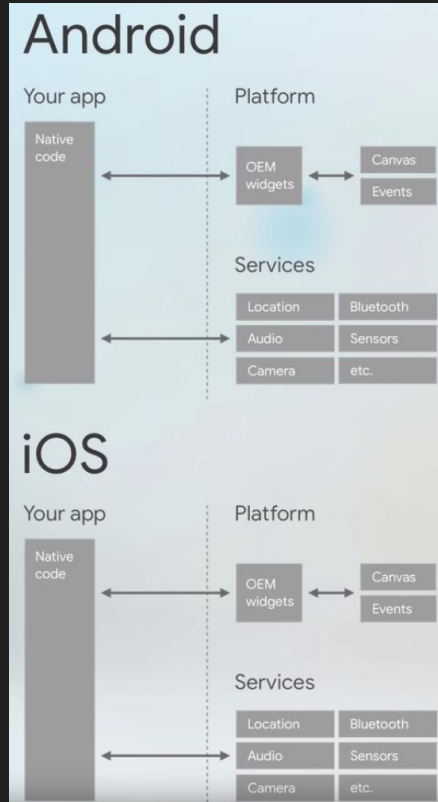 Android
Your app
Platform
Native
code
OEM
widgets
Canvas
Events
Services
Location
Bluetooth
Audio
Sensors
Camera
etc.
iOS
Your app
Platform
Native
code
OEM
widgets
Canvas
Events
Services
Location
Bluetooth
Audio
Sensors
Camera
etc.